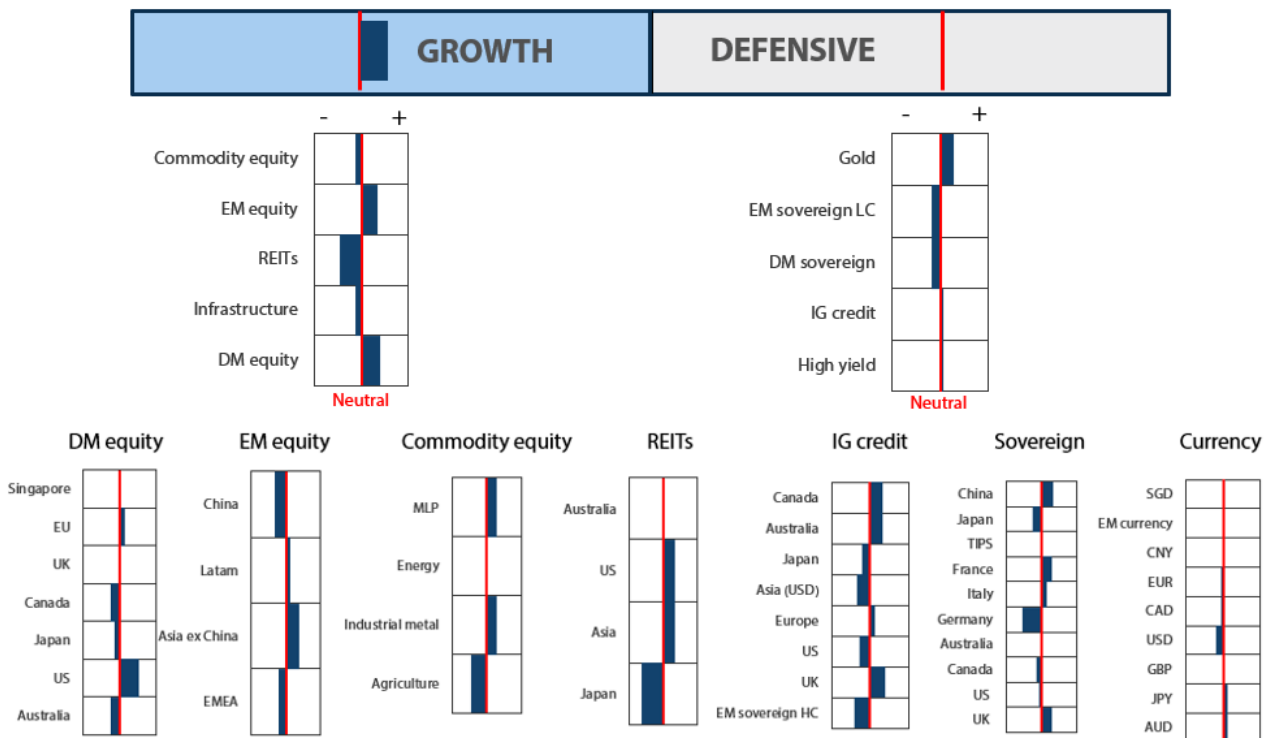 GROWTH DEFENSIVE
- + - +
Commodity equity
EM equity
REITs
Infrastructure
DM equity
Neutral
Gold
EM sovereign LC
DM sovereign
IG credit
High yield
Neutral
DM equity
Singapore
EU
UK
Canada
Japan
US
Australia
EM equity
China
Latam
Asia ex China
EMEA
Commodity equity
MLP
Energy
Industrial metal
Agriculture
REITs
Australia
US
Asia
Japan
IG credit
Canada
Australia
Japan
Asia (USD)
Europe
US
UK
EM sovereign HC
Sovereign
China
Japan
TIPS
France
Italy
Germany
Australia
Canada
US
UK
Currency
SGD
EM currency
CNY
EUR
CAD
USD
GBP
JPY
AUD